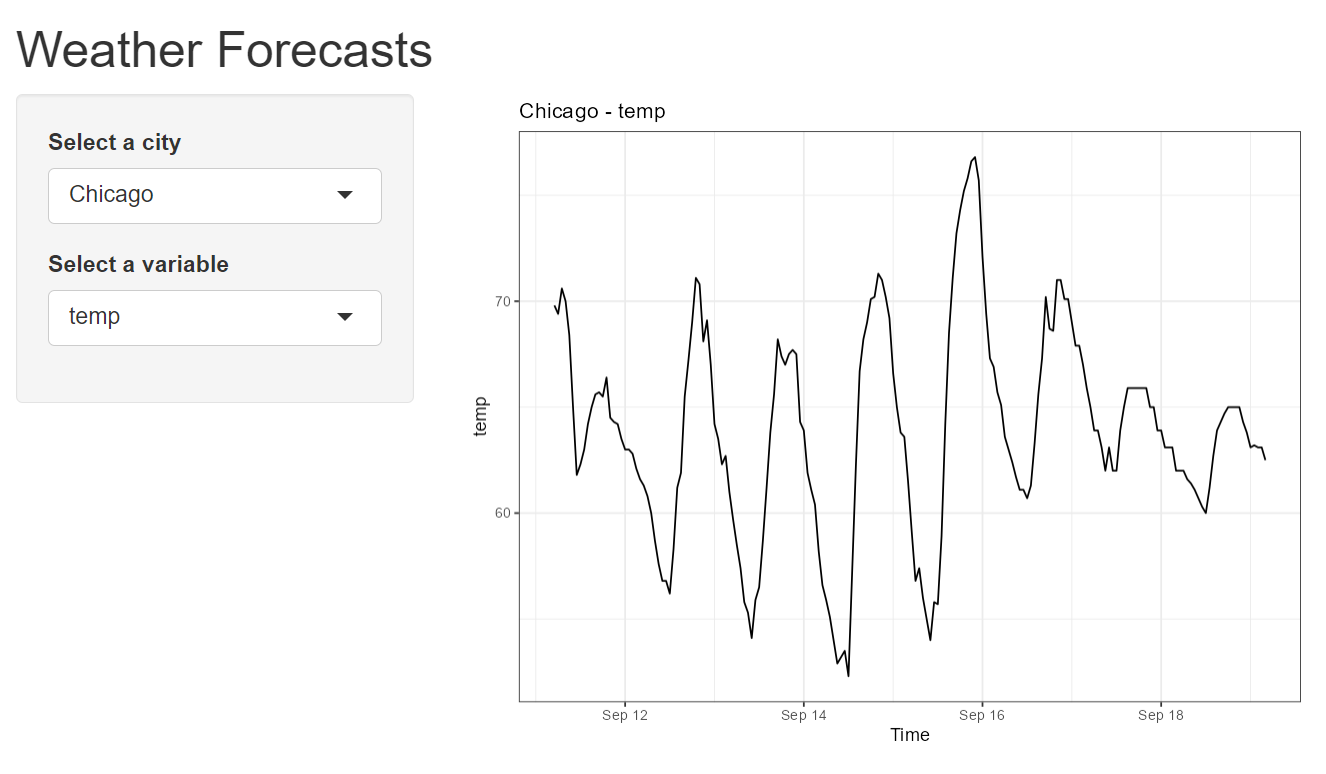 Weather Forecasts
Select a city
Chicago
Select a variable
temp
Chicago - temp
temp
70
60
Sep 12
Sep 14
Sep 16
Sep 18
Time